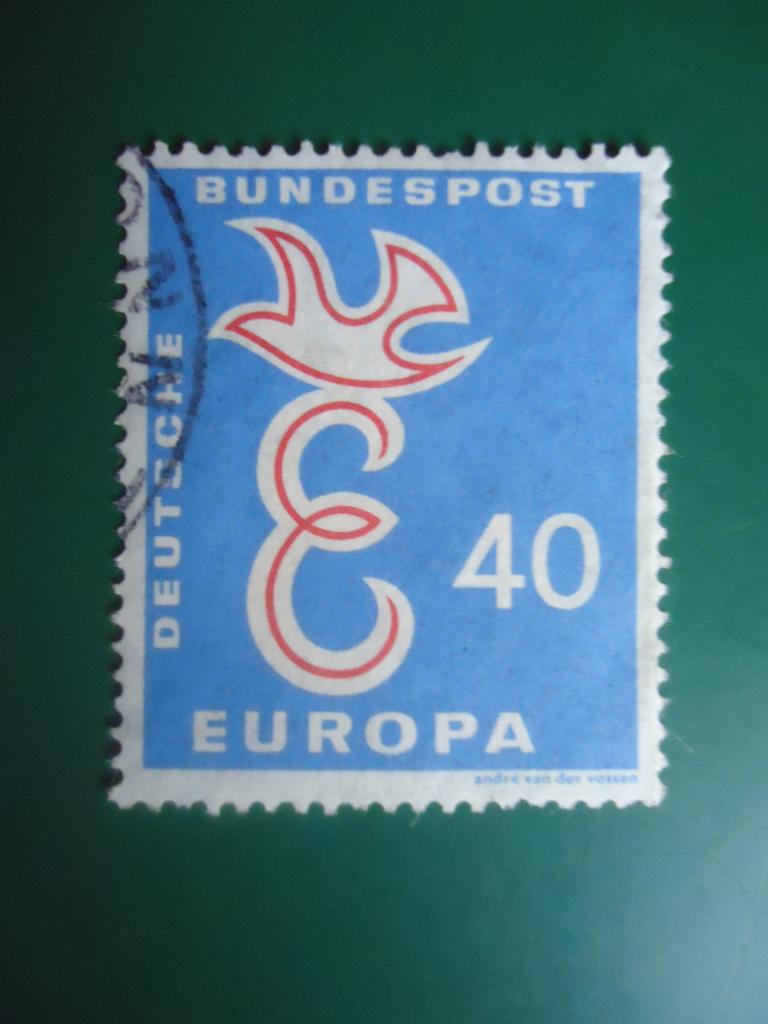 DEUTSCHE
BUNDESPOST
E
40
EUROPA
andré van der vossen